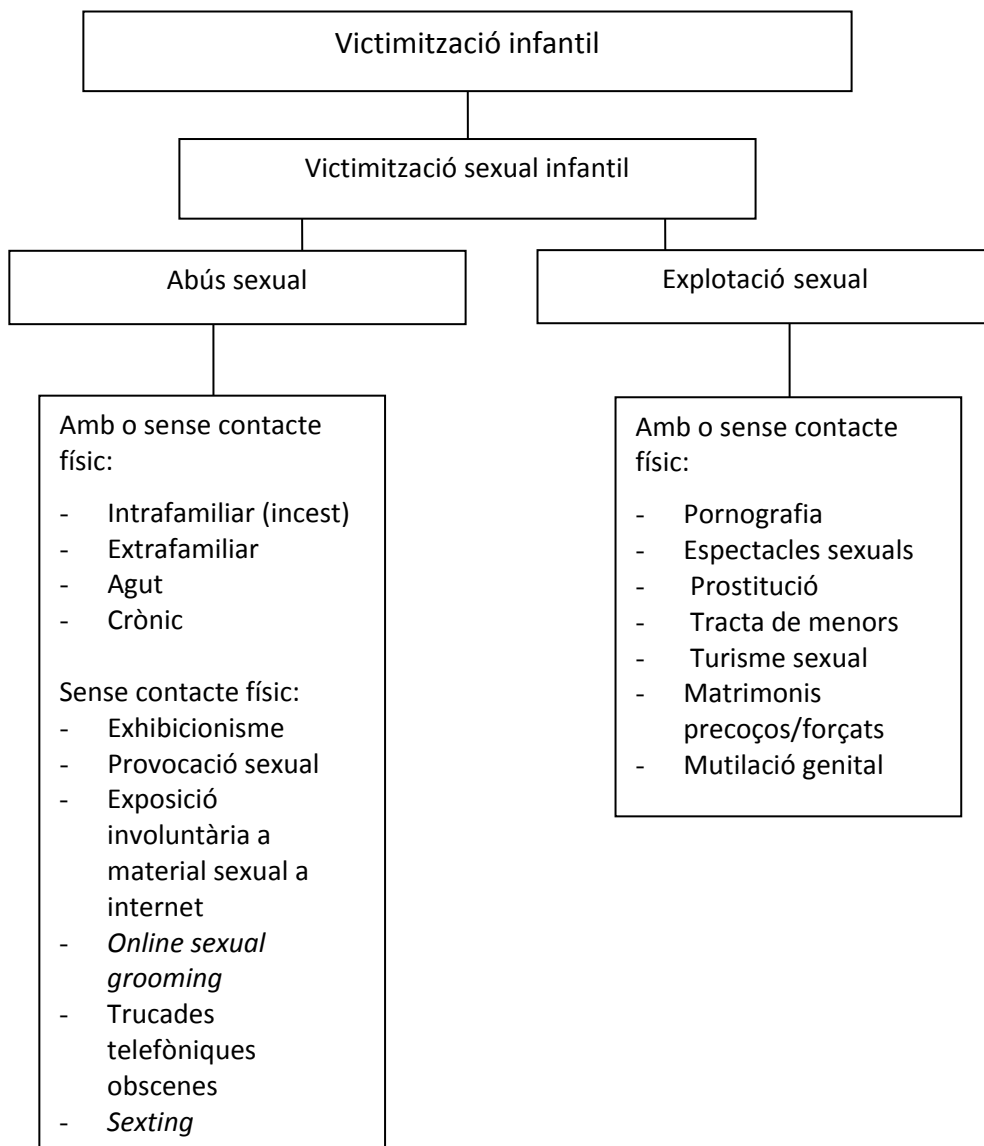 Victimització infantil
Victimització sexual infantil
Abús sexual
Explotació sexual
Amb o sense contacte
físic:
- Intrafamiliar (incest)
- Extrafamiliar
- Agut
- Crònic
Sense contacte físic:
- Exhibicionisme
- Provocació sexual
- Exposició
involuntària a
material sexual a
internet
- Online sexual
grooming
- Trucades
telefòniques
obscenes
- Sexting
Amb o sense contacte
físic:
- Pornografia
- Espectacles sexuals
- Prostitució
- Tracta de menors
- Turisme sexual
- Matrimonis
precoços/forçats
- Mutilació genital